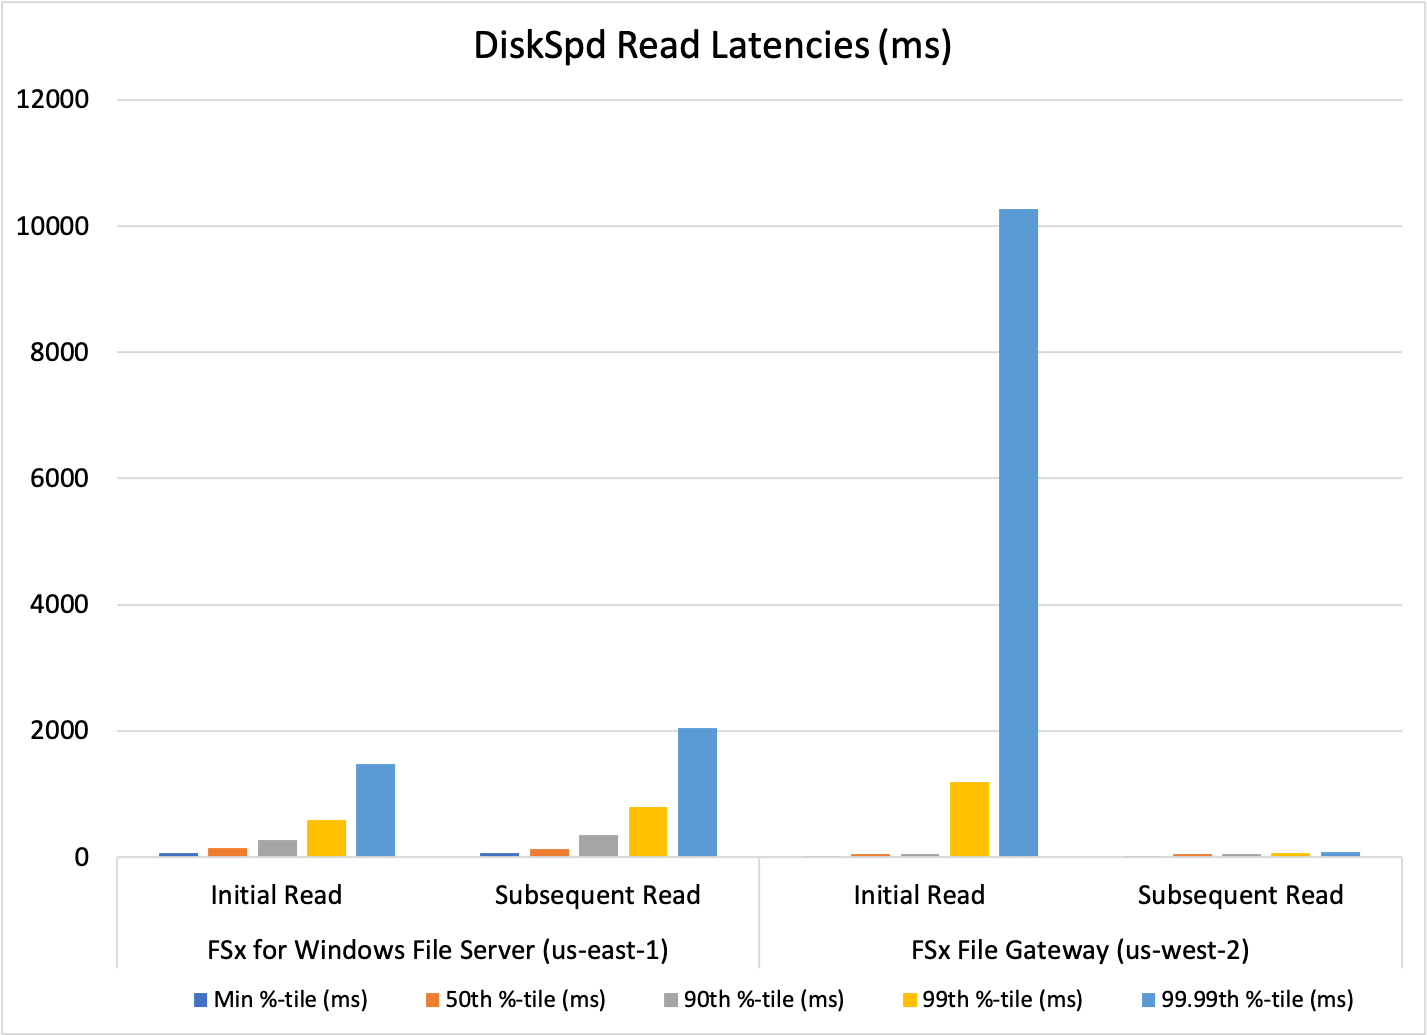 DiskSpd Read Latencies (ms)
12000
10000
8000
6000
4000
2000
0
Initial Read Subsequent Read Initial Read Subsequent Read
FSx for Windows File Server (us-east-1) FSx File Gateway (us-west-2)
Min %-tile (ms) 50th %-tile (ms) 90th %-tile (ms) 99th %-tile (ms) 99.99th %-tile (ms)